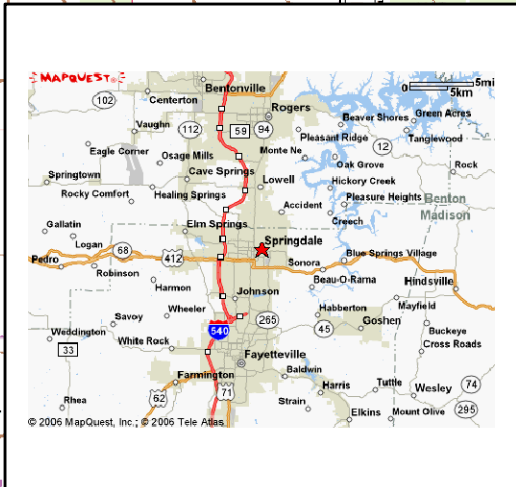 MAPQUEST
0 5mi
5km
Bentonville
102
Centerton
Rogers
Beaver Shores
Green Acres
Vaughn
112
59
94
Pleasant Ridge
12
Tanglewood
Eagle Corner
Osage Mills
Monte Ne
Oak Grove
Rock
Springtown
Cave Springs
Lowell
Hickory Creek
Rocky Comfort
Healing Springs
Pleasure Heights
Benton
Accident
Madison
Gallatin
Elm Springs
Creech
Logan
68
Springdale
412
Blue Springs Village
Pedro
Sonora
Robinson
Beau-O-Rama
Hindsville
Harmon
Johnson
Mayfield
Wheeler
Habberton
Savoy
265
Goshen
Weddington
540
45
Buckeye
White Rock
Cross Roads
33
Fayetteville
Baldwin
Farmington
Harris
Tuttle
74
62
71
Wesley
Rhea
Strain
295
Elkins
Mount Olive
© 2006 MapQuest, Inc.; © 2006 Tele Atlas